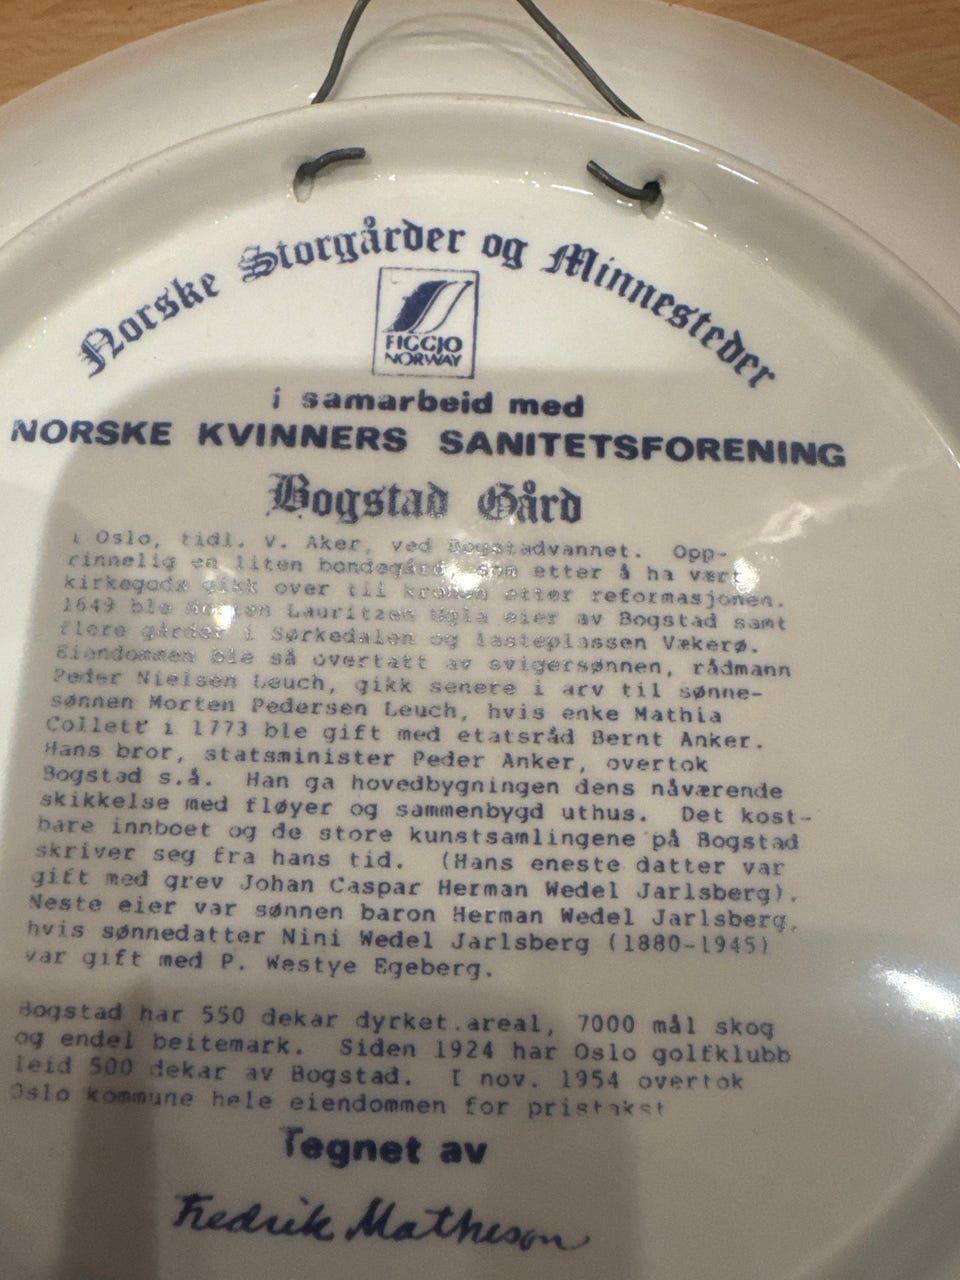 Norske Storgårder og Minnesteder
FIGGJO
NORWAY
i samarbeid med
NORSKE KVINNERS SANITETSFORENING
Bogstad Gård
i Oslo, tidl. V. Aker, ved Bogstadvannet. Opp-
rinnelig en liten bondegård, som etter å ha vært
kirkegods gikk over til kronen etter reformasjonen.
1649 ble Morten Lauritzen Ugla eier av Bogstad samt
flere gårder i Sørkedalen og lasteplassen Vækerø.
Eiendommen ble så overtatt av svigersønnen, rådmann
Peder Nielsen Leuch, gikk senere i arv til sønne-
sønnen Morten Pedersen Leuch, hvis enke Mathia
Collett i 1773 ble gift med etatsråd Bernt Anker.
Hans bror, statsminister Peder Anker, overtok
Bogstad s.å. Han ga hovedbygningen dens nåværende
skikkelse med fløyer og sammenbygd uthus. Det kost-
bare innboet og de store kunstsamlingene på Bogstad
skriver seg fra hans tid. (Hans eneste datter var
gift med grev Johan Caspar Herman Wedel Jarlsberg).
Neste eier var sønnen baron Herman Wedel Jarlsberg,
hvis sønnedatter Nini Wedel Jarlsberg (1880-1945)
var gift med P. Westye Egeberg.
Bogstad har 550 dekar dyrket.areal, 7000 mål skog
og endel beitemark. Siden 1924 har Oslo golfklubb
leid 500 dekar av Bogstad. I nov. 1954 overtok
Oslo kommune hele eiendommen for pristakst
Tegnet av
Fredrik Matheson